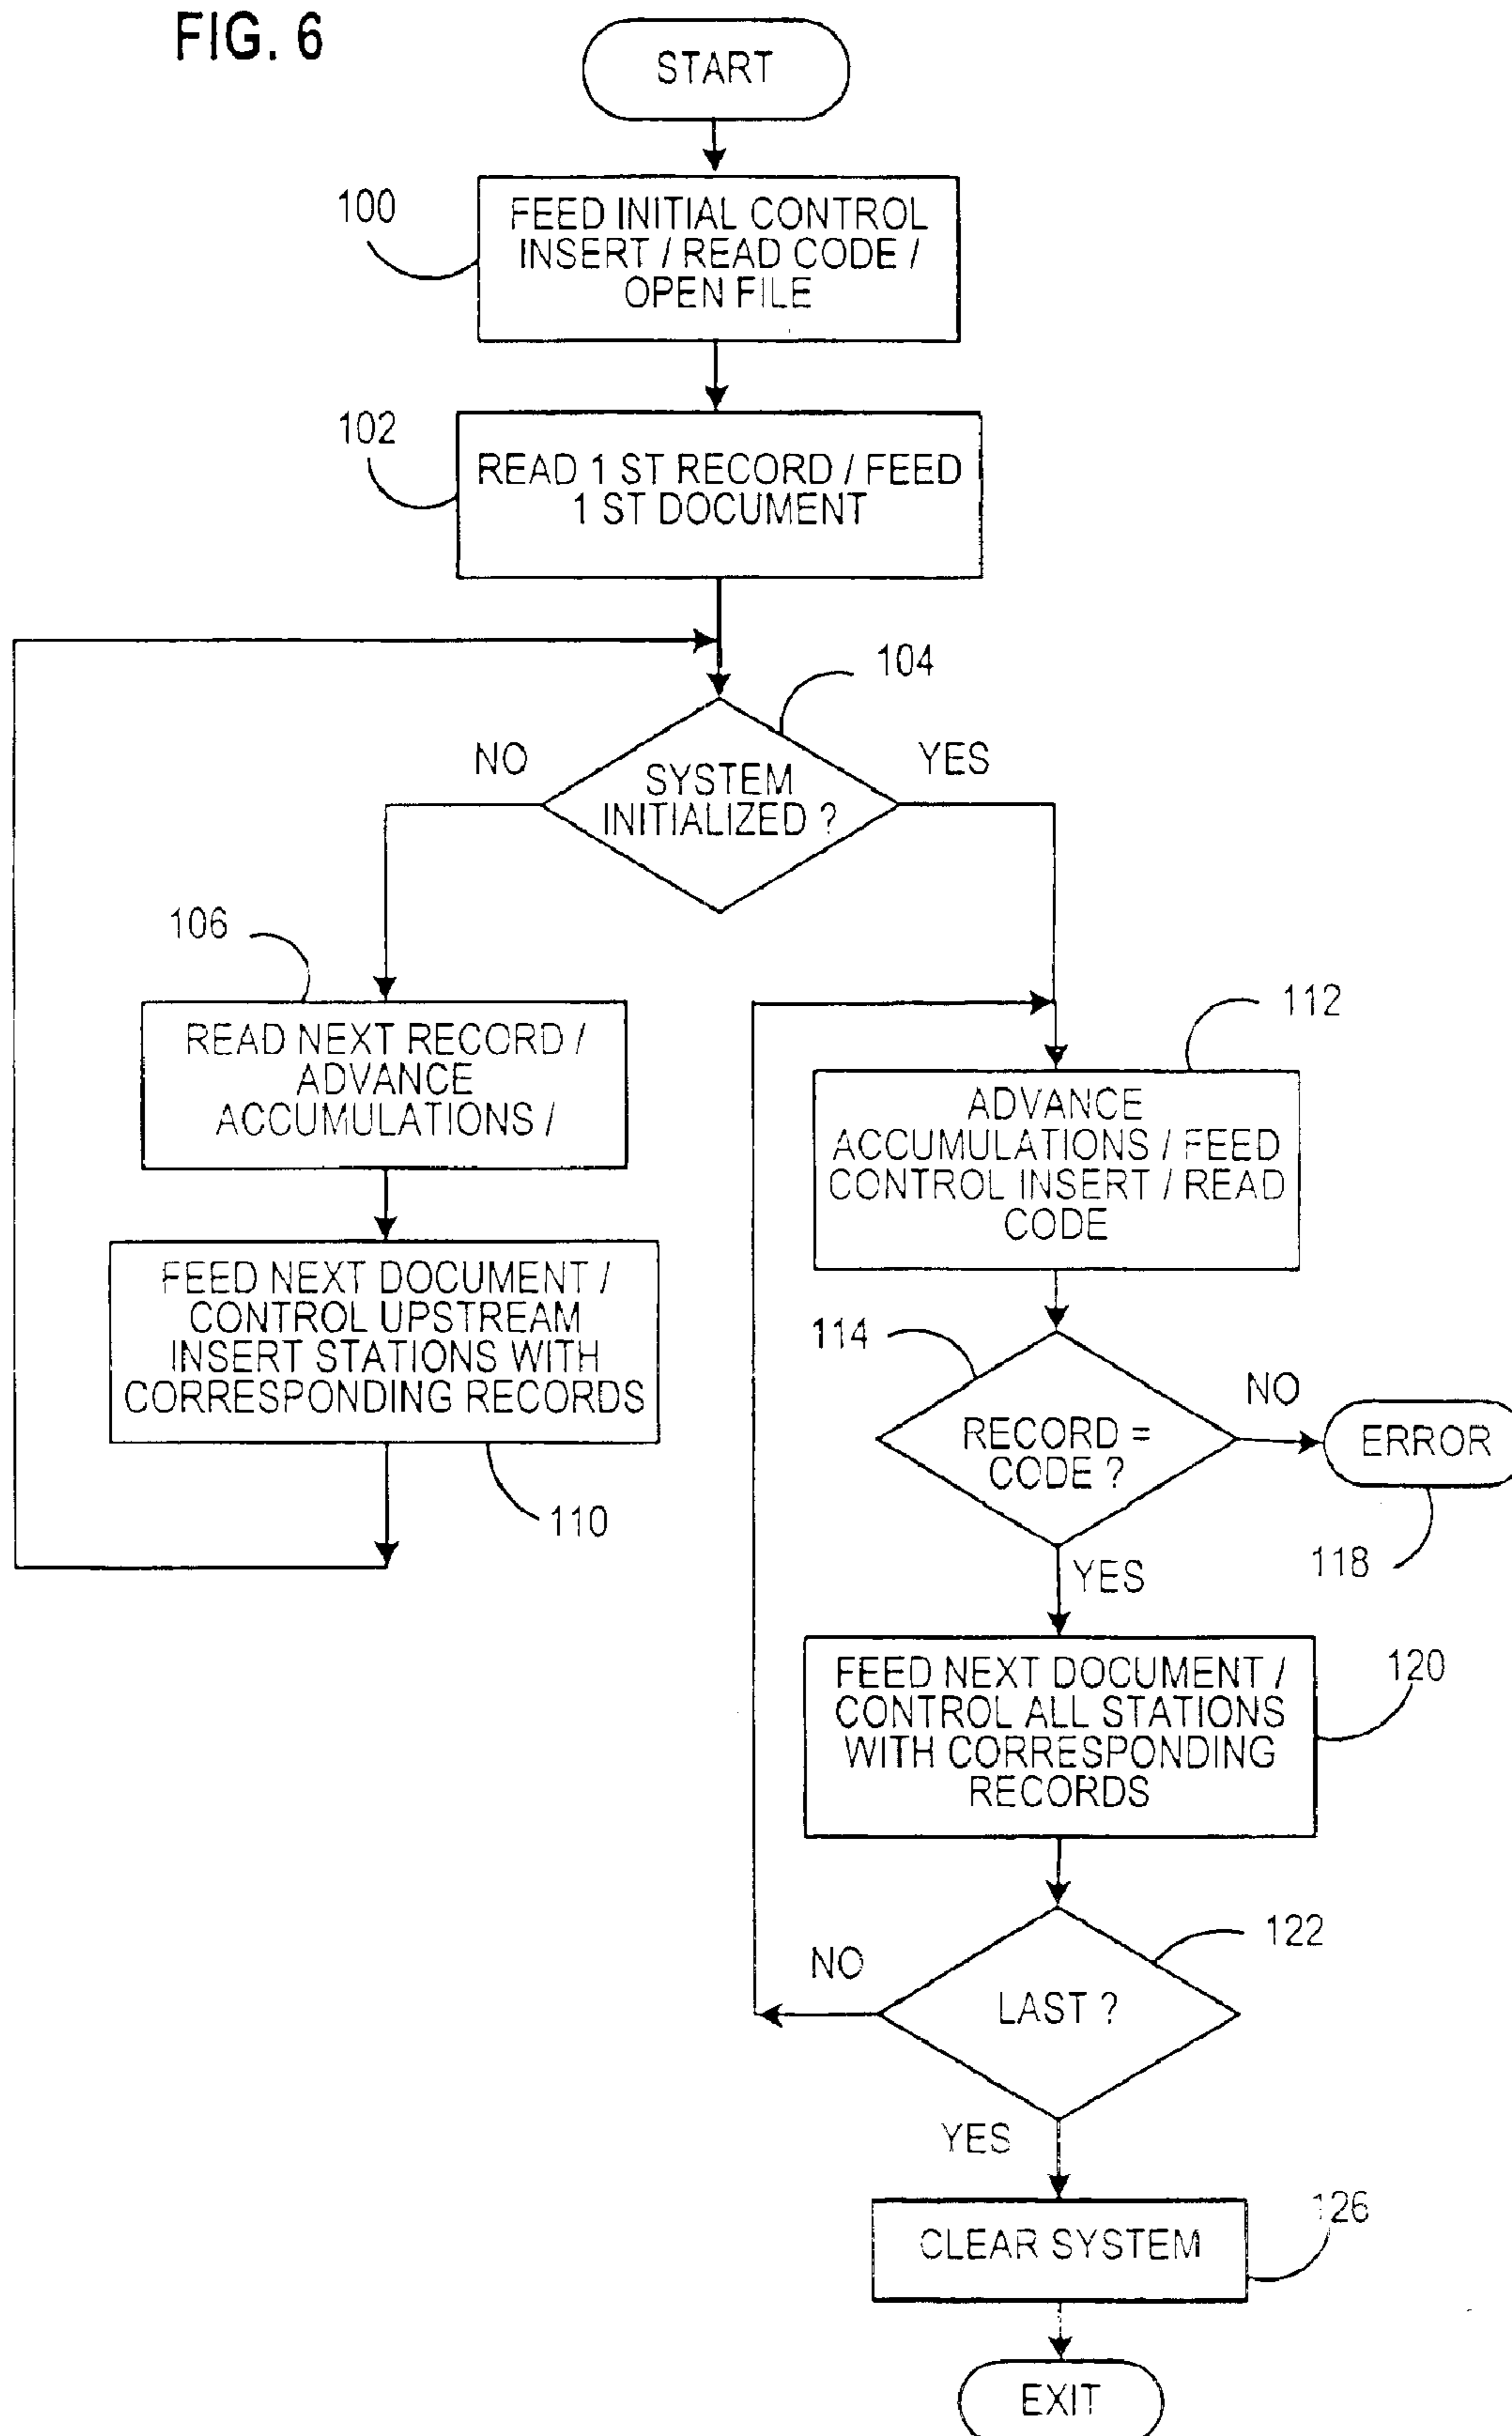 FIG. 6
START
100
FEED INITIAL CONTROL
INSERT / READ CODE /
OPEN FILE
102
READ 1 ST RECORD / FEED
1 ST DOCUMENT
104
NO
YES
SYSTEM
INITIALIZED ?
106
READ NEXT RECORD /
ADVANCE
ACCUMULATIONS /
112
ADVANCE
ACCUMULATIONS / FEED
CONTROL INSERT / READ
CODE
FEED NEXT DOCUMENT /
CONTROL UPSTREAM
INSERT STATIONS WITH
CORRESPONDING RECORDS
110
114
RECORD =
CODE ?
NO
ERROR
118
YES
FEED NEXT DOCUMENT /
CONTROL ALL STATIONS
WITH CORRESPONDING
RECORDS
120
122
NO
LAST ?
YES
CLEAR SYSTEM
126
EXIT